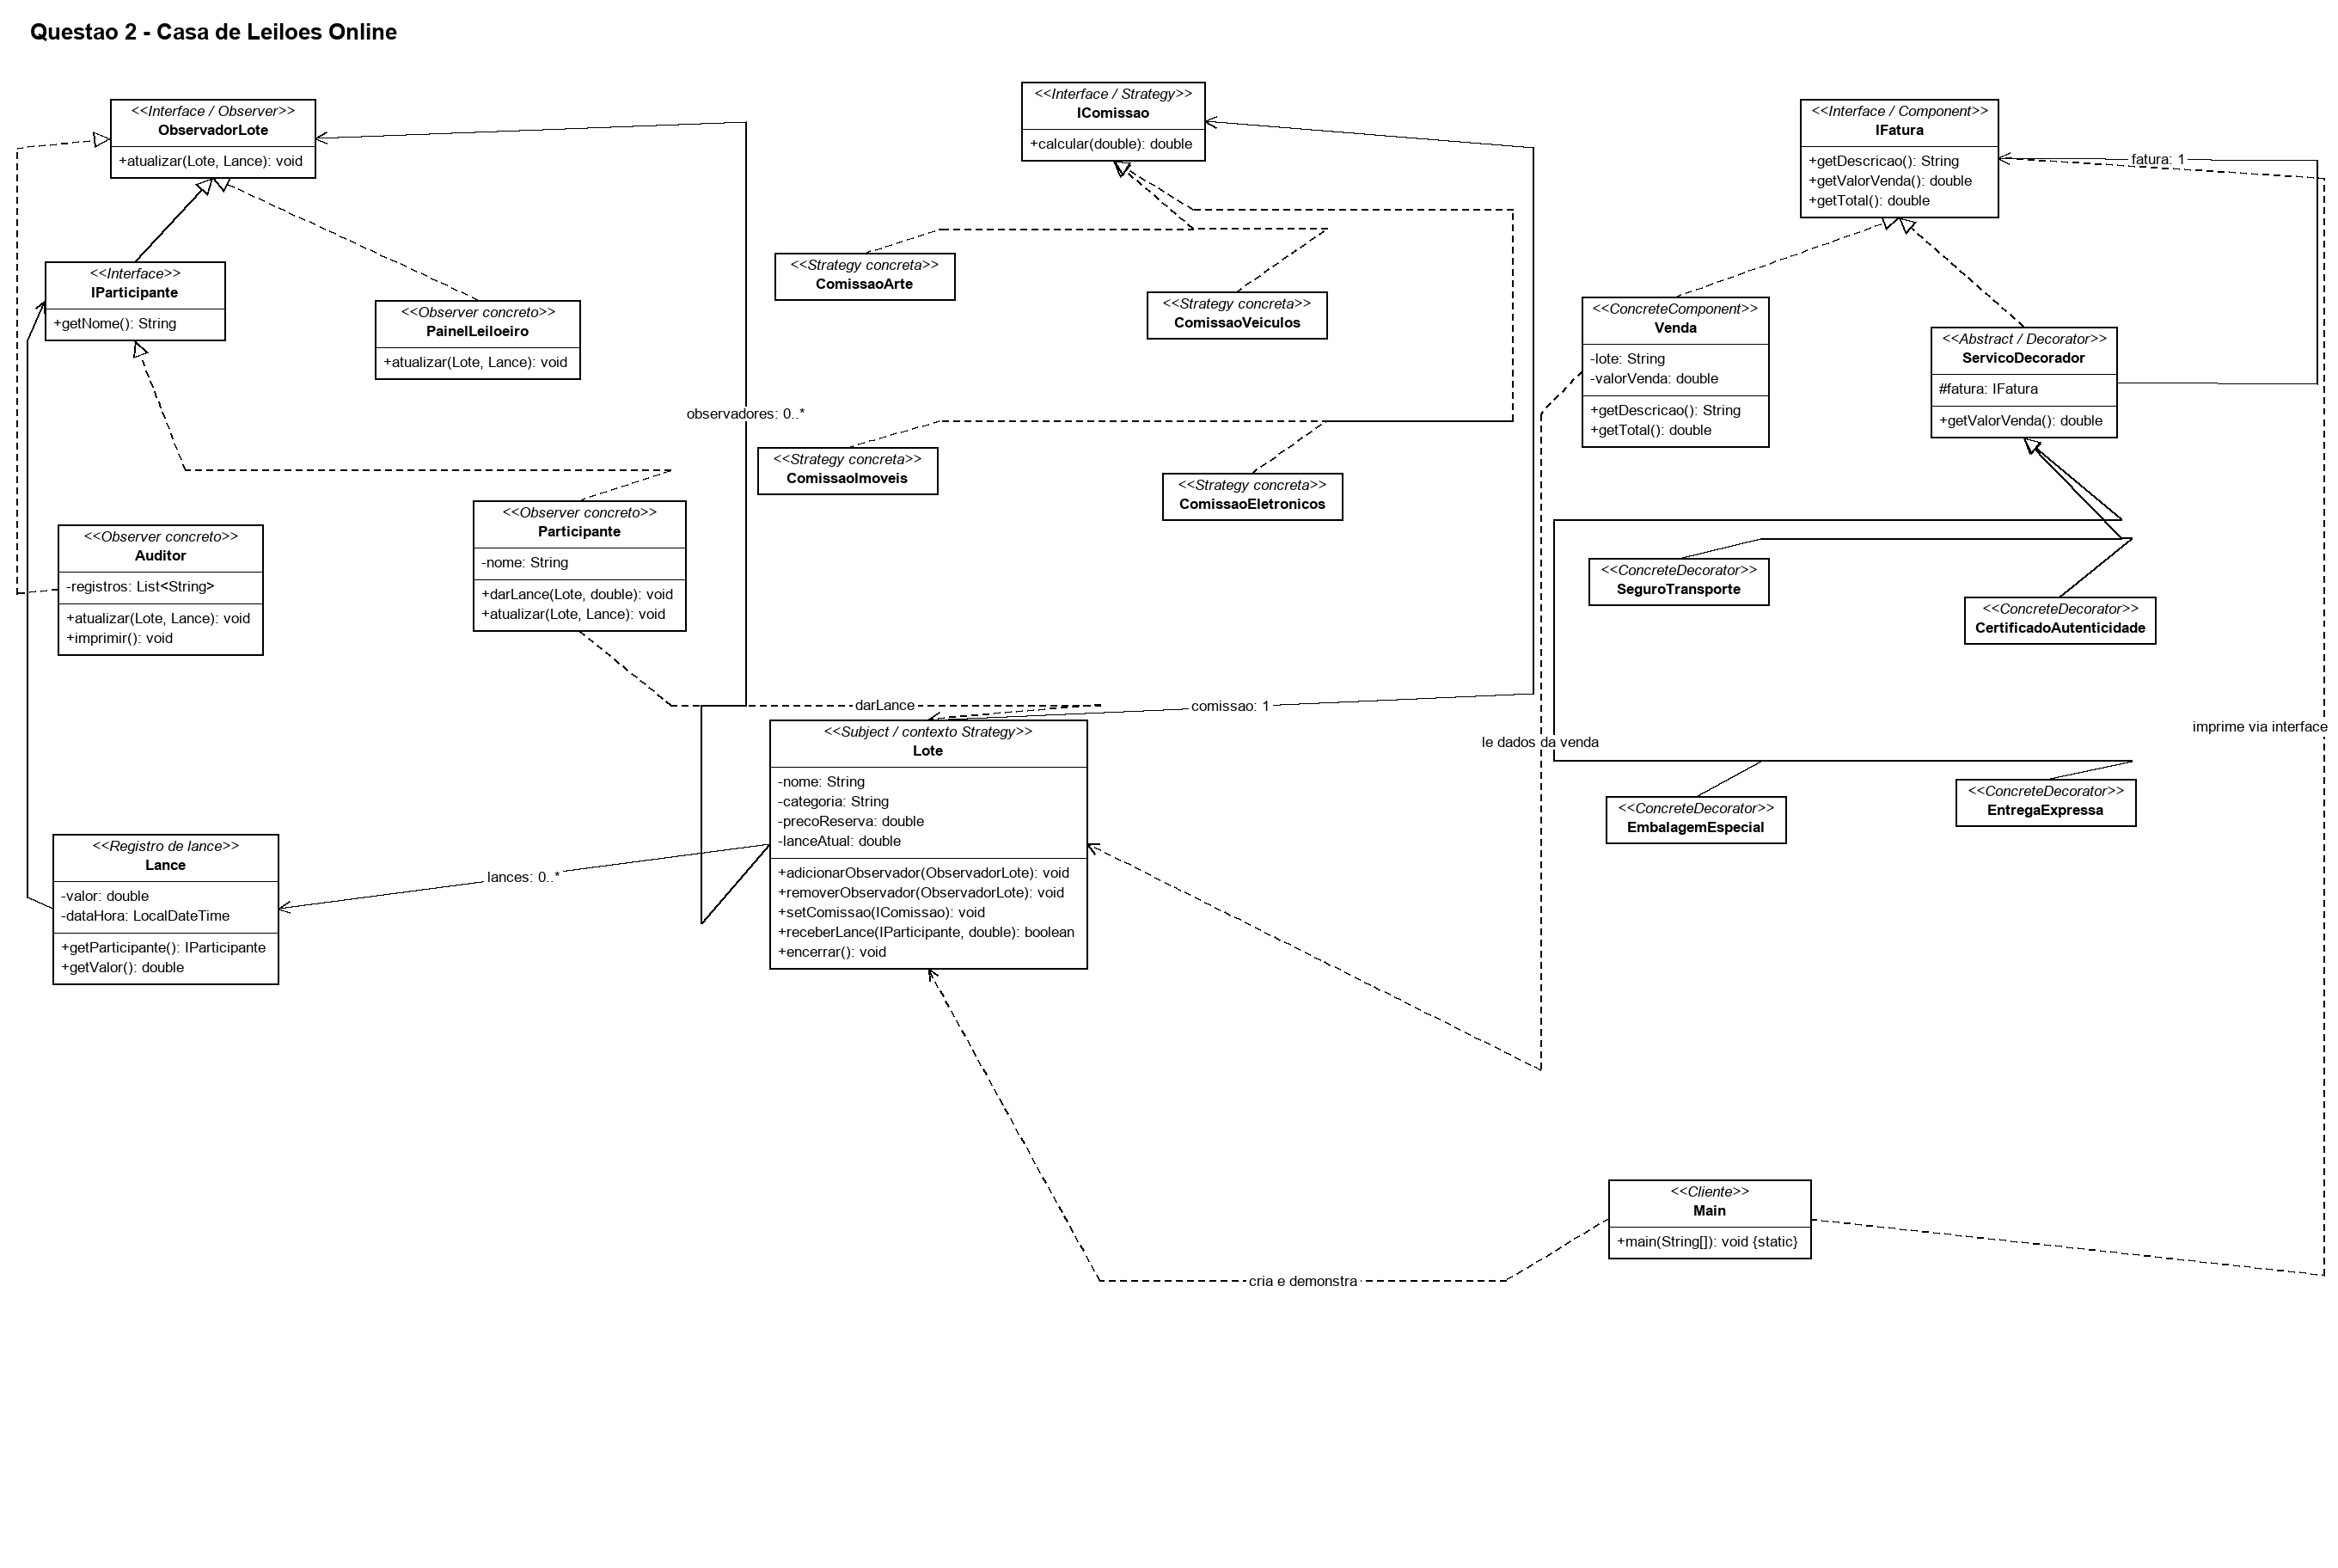 Questao 2 - Casa de Leiloes Online
<<Interface / Observer>>
ObservadorLote
+atualizar(Lote, Lance): void
<<Interface / Strategy>>
IComissao
+calcular(double): double
<<Interface / Component>>
IFatura
+getDescricao(): String
+getValorVenda(): double
+getTotal(): double
fatura: 1
<<Interface>>
IParticipante
+getNome(): String
<<Observer concreto>>
PainelLeiloeiro
+atualizar(Lote, Lance): void
<<Strategy concreta>>
ComissaoArte
<<Strategy concreta>>
ComissaoVeiculos
<<ConcreteComponent>>
Venda
-lote: String
-valorVenda: double
+getDescricao(): String
+getTotal(): double
<<Abstract / Decorator>>
ServicoDecorador
#fatura: IFatura
+getValorVenda(): double
observadores: 0..*
<<Strategy concreta>>
ComissaoImoveis
<<Strategy concreta>>
ComissaoEletronicos
<<Observer concreto>>
Auditor
-registros: List<String>
+atualizar(Lote, Lance): void
+imprimir(): void
<<Observer concreto>>
Participante
-nome: String
+darLance(Lote, double): void
+atualizar(Lote, Lance): void
<<ConcreteDecorator>>
SeguroTransporte
<<ConcreteDecorator>>
CertificadoAutenticidade
darLance
comissao: 1
le dados da venda
imprime via interface
<<Subject / contexto Strategy>>
Lote
-nome: String
-categoria: String
-precoReserva: double
-lanceAtual: double
+adicionarObservador(ObservadorLote): void
+removerObservador(ObservadorLote): void
+setComissao(IComissao): void
+receberLance(IParticipante, double): boolean
+encerrar(): void
<<ConcreteDecorator>>
EmbalagemEspecial
<<ConcreteDecorator>>
EntregaExpressa
<<Registro de lance>>
Lance
-valor: double
-dataHora: LocalDateTime
+getParticipante(): IParticipante
+getValor(): double
lances: 0..*
<<Cliente>>
Main
+main(String[]): void {static}
cria e demonstra